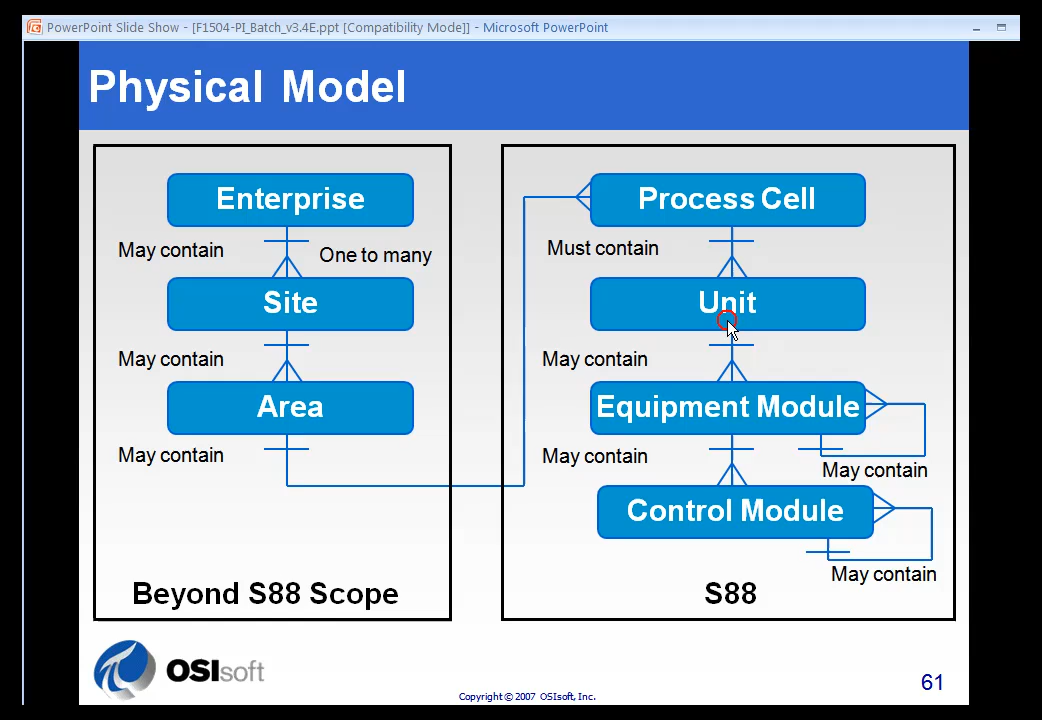 PowerPoint Slide Show - [F1504-PI_Batch_v3.4E.ppt [Compatibility Mode]] - Microsoft PowerPoint
Physical Model
Enterprise
May contain
One to many
Site
May contain
Area
May contain
Beyond S88 Scope
Process Cell
Must contain
Unit
May contain
Equipment Module
May contain
May contain
Control Module
May contain
S88
OSIsoft
Copyright © 2007 OSIsoft, Inc.
61